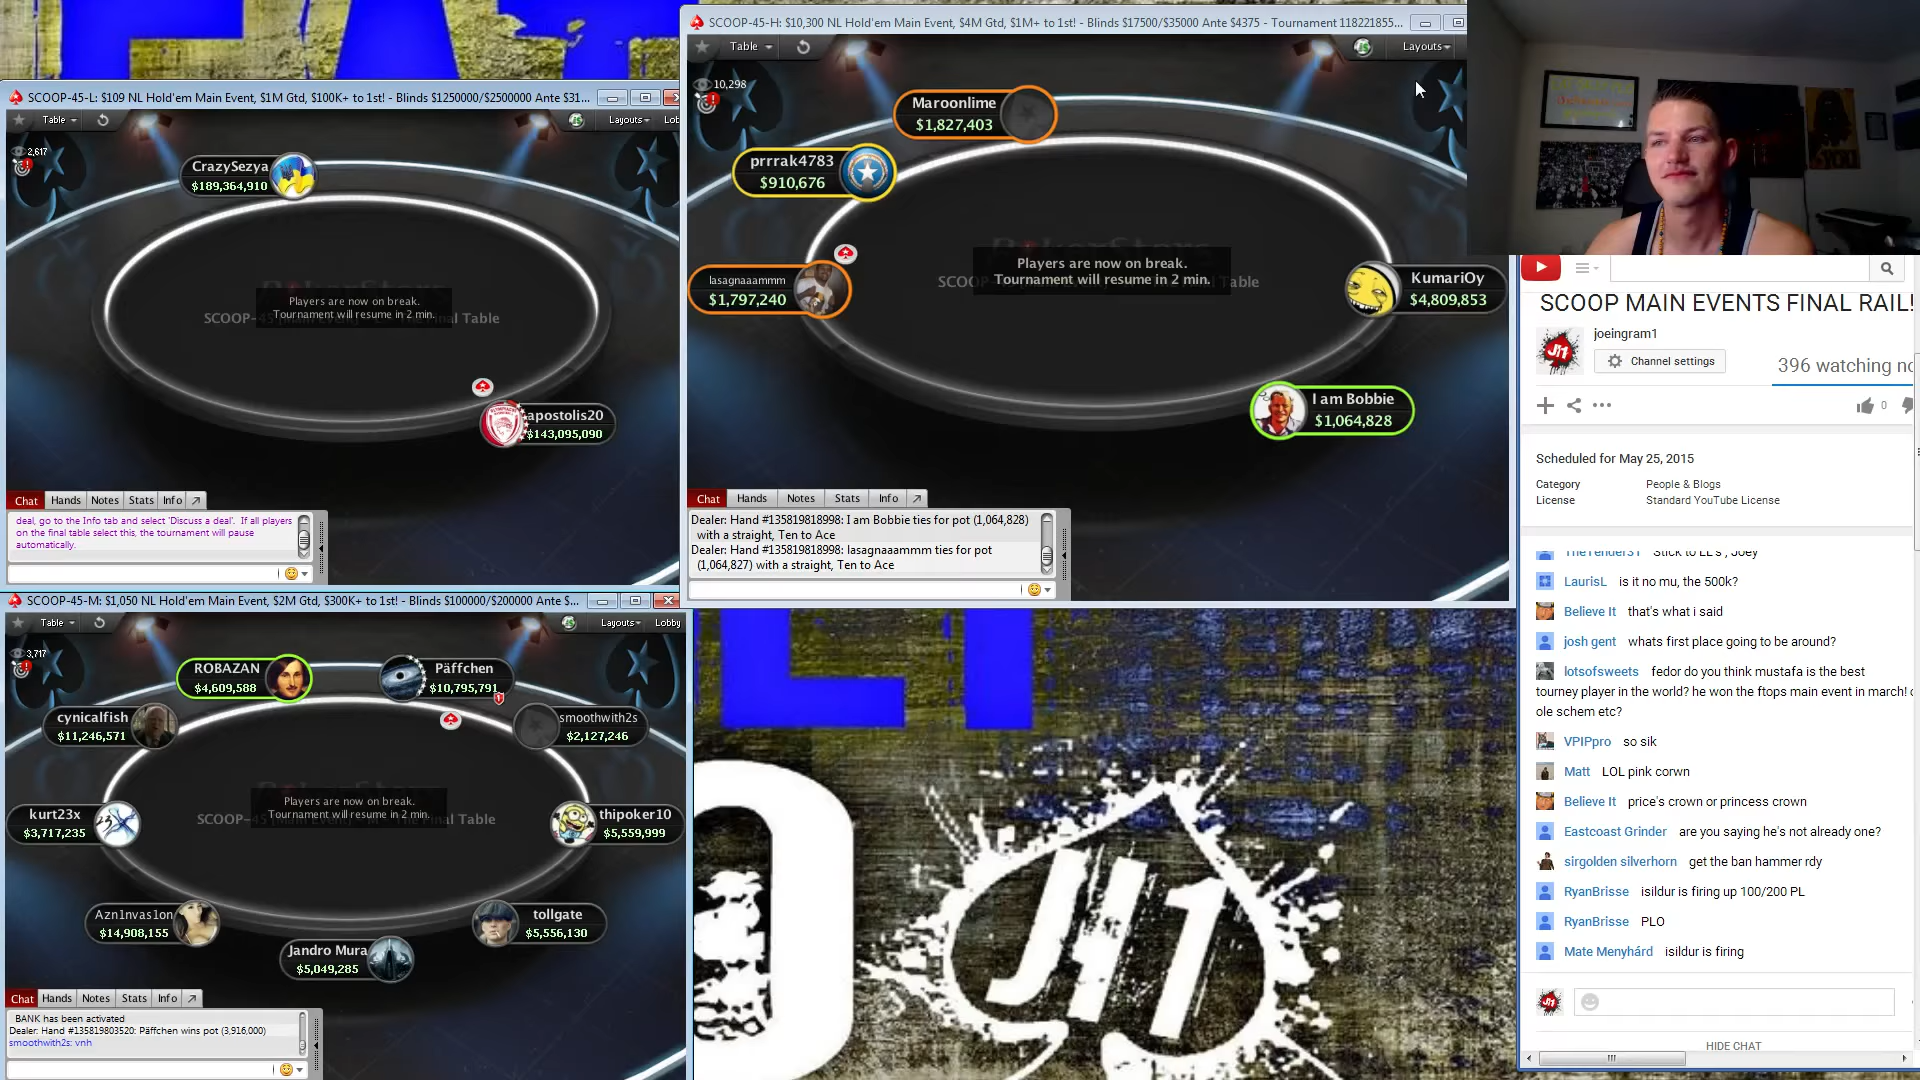 SCOOP-45-H: $10,300 NL Hold'em Main Event, $4M Gtd, $1M+ to 1st! - Blinds $17500/$35000 Ante $4375 - Tournament 118221855...
Table
Layouts
10,298
Maroonlime
$1,827,403
prrrak4783
$910,676
lasagnaaammm
$1,797,240
KumariOy
$4,809,853
I am Bobbie
$1,064,828
Players are now on break.
Tournament will resume in 2 min.
Chat Hands Notes Stats Info
Dealer: Hand #135819818998: I am Bobbie ties for pot (1,064,828)
with a straight, Ten to Ace
Dealer: Hand #135819818998: lasagnaaammm ties for pot
(1,064,827) with a straight, Ten to Ace
SCOOP-45-L: $109 NL Hold'em Main Event, $1M Gtd, $100K+ to 1st! - Blinds $1250000/$2500000 Ante $31...
Table
Layouts
Lob
2,617
CrazySezya
$189,364,910
Players are now on break.
Tournament will resume in 2 min.
apostolis20
$143,095,090
Chat Hands Notes Stats Info
deal, go to the Info tab and select 'Discuss a deal'. If all players
on the final table select this, the tournament will pause
automatically.
SCOOP-45-M: $1,050 NL Hold'em Main Event, $2M Gtd, $300K+ to 1st! - Blinds $100000/$200000 Ante $...
Table
Layouts
Lobby
3,717
ROBAZAN
$4,609,588
Päffchen
$10,795,791
cynicalfish
$11,246,571
smoothwith2s
$2,127,246
kurt23x
$3,717,235
thipoker10
$5,559,999
Players are now on break.
Tournament will resume in 2 min.
Azn1nvas1on
$14,908,155
tollgate
$5,556,130
Jandro Mura
$5,049,285
Chat Hands Notes Stats Info
BANK has been activated
Dealer: Hand #135819803520: Päffchen wins pot (3,916,000)
smoothwith2s: vnh
JI1
SCOOP MAIN EVENTS FINAL RAIL!
joeingram1
Channel settings
396 watching no
0
Scheduled for May 25, 2015
Category People & Blogs
License Standard YouTube License
TheTender31 Stick to LL's, Joey
LaurisL is it no mu, the 500k?
Believe It that's what i said
josh gent whats first place going to be around?
lotsofsweets fedor do you think mustafa is the best
tourney player in the world? he won the ftops main event in march!
ole schem etc?
VPIPpro so sik
Matt LOL pink corwn
Believe It price's crown or princess crown
Eastcoast Grinder are you saying he's not already one?
sirgolden silverhorn get the ban hammer rdy
RyanBrisse isildur is firing up 100/200 PL
RyanBrisse PLO
Mate Menyhárd isildur is firing
HIDE CHAT